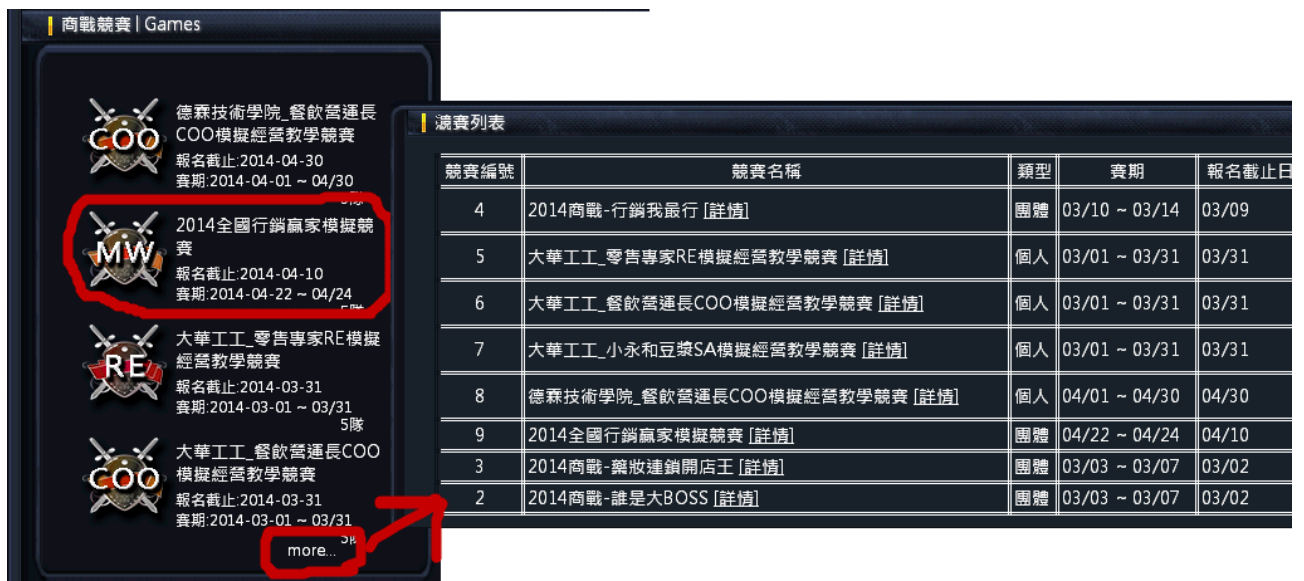 商戰競賽 | Games
COO
德霖技術學院_餐飲營運長
COO模擬經營教學競賽
報名截止:2014-04-30
賽期:2014-04-01 ~ 04/30
5隊
MW
2014全國行銷贏家模擬競
賽
報名截止:2014-04-10
賽期:2014-04-22 ~ 04/24
5隊
RE
大華工工_零售專家RE模擬
經營教學競賽
報名截止:2014-03-31
賽期:2014-03-01 ~ 03/31
5隊
COO
大華工工_餐飲營運長COO
模擬經營教學競賽
報名截止:2014-03-31
賽期:2014-03-01 ~ 03/31
5隊
more...
競賽列表
競賽編號 競賽名稱 類型 賽期 報名截止日
4 2014商戰-行銷我最行 [詳情] 團體 03/10 ~ 03/14 03/09
5 大華工工_零售專家RE模擬經營教學競賽 [詳情] 個人 03/01 ~ 03/31 03/31
6 大華工工_餐飲營運長COO模擬經營教學競賽 [詳情] 個人 03/01 ~ 03/31 03/31
7 大華工工_小永和豆漿SA模擬經營教學競賽 [詳情] 個人 03/01 ~ 03/31 03/31
8 德霖技術學院_餐飲營運長COO模擬經營教學競賽 [詳情] 個人 04/01 ~ 04/30 04/30
9 2014全國行銷贏家模擬競賽 [詳情] 團體 04/22 ~ 04/24 04/10
3 2014商戰-藥妝連鎖開店王 [詳情] 團體 03/03 ~ 03/07 03/02
2 2014商戰-誰是大BOSS [詳情] 團體 03/03 ~ 03/07 03/02